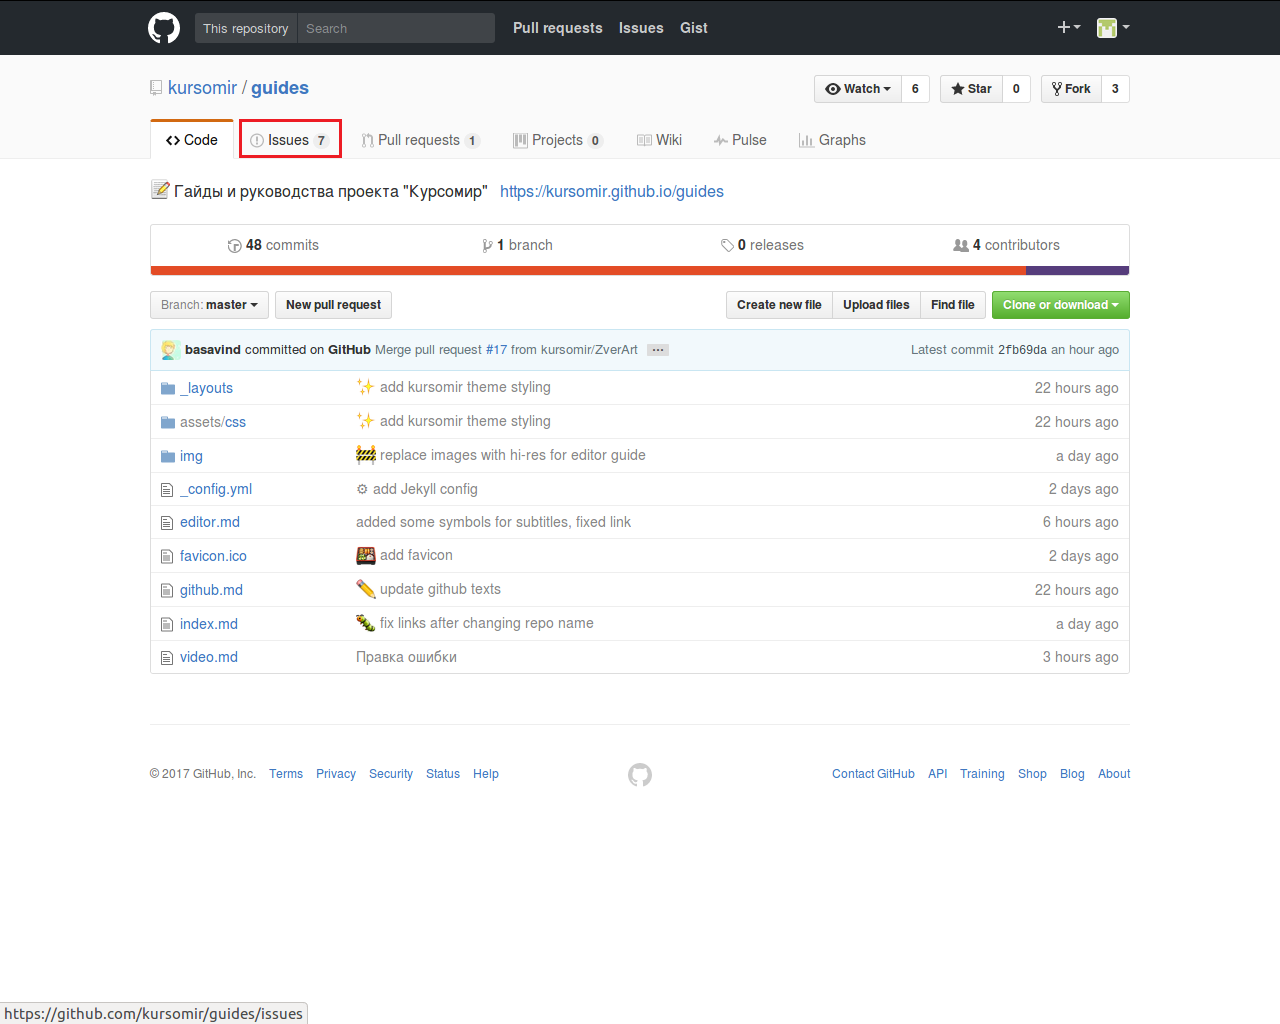 This repository Search Pull requests Issues Gist
kursomir / guides Watch 6 Star 0 Fork 3
Code Issues 7 Pull requests 1 Projects 0 Wiki Pulse Graphs
Гайды и руководства проекта "Курсомир" https://kursomir.github.io/guides
48 commits 1 branch 0 releases 4 contributors
Branch: master New pull request Create new file Upload files Find file Clone or download
basavind committed on GitHub Merge pull request #17 from kursomir/ZverArt ... Latest commit 2fb69da an hour ago
_layouts ✨ add kursomir theme styling 22 hours ago
assets/css ✨ add kursomir theme styling 22 hours ago
img 🚧 replace images with hi-res for editor guide a day ago
_config.yml ⚙ add Jekyll config 2 days ago
editor.md added some symbols for subtitles, fixed link 6 hours ago
favicon.ico 🍱 add favicon 2 days ago
github.md ✏️ update github texts 22 hours ago
index.md 🐛 fix links after changing repo name a day ago
video.md Правка ошибки 3 hours ago
© 2017 GitHub, Inc. Terms Privacy Security Status Help Contact GitHub API Training Shop Blog About
https://github.com/kursomir/guides/issues